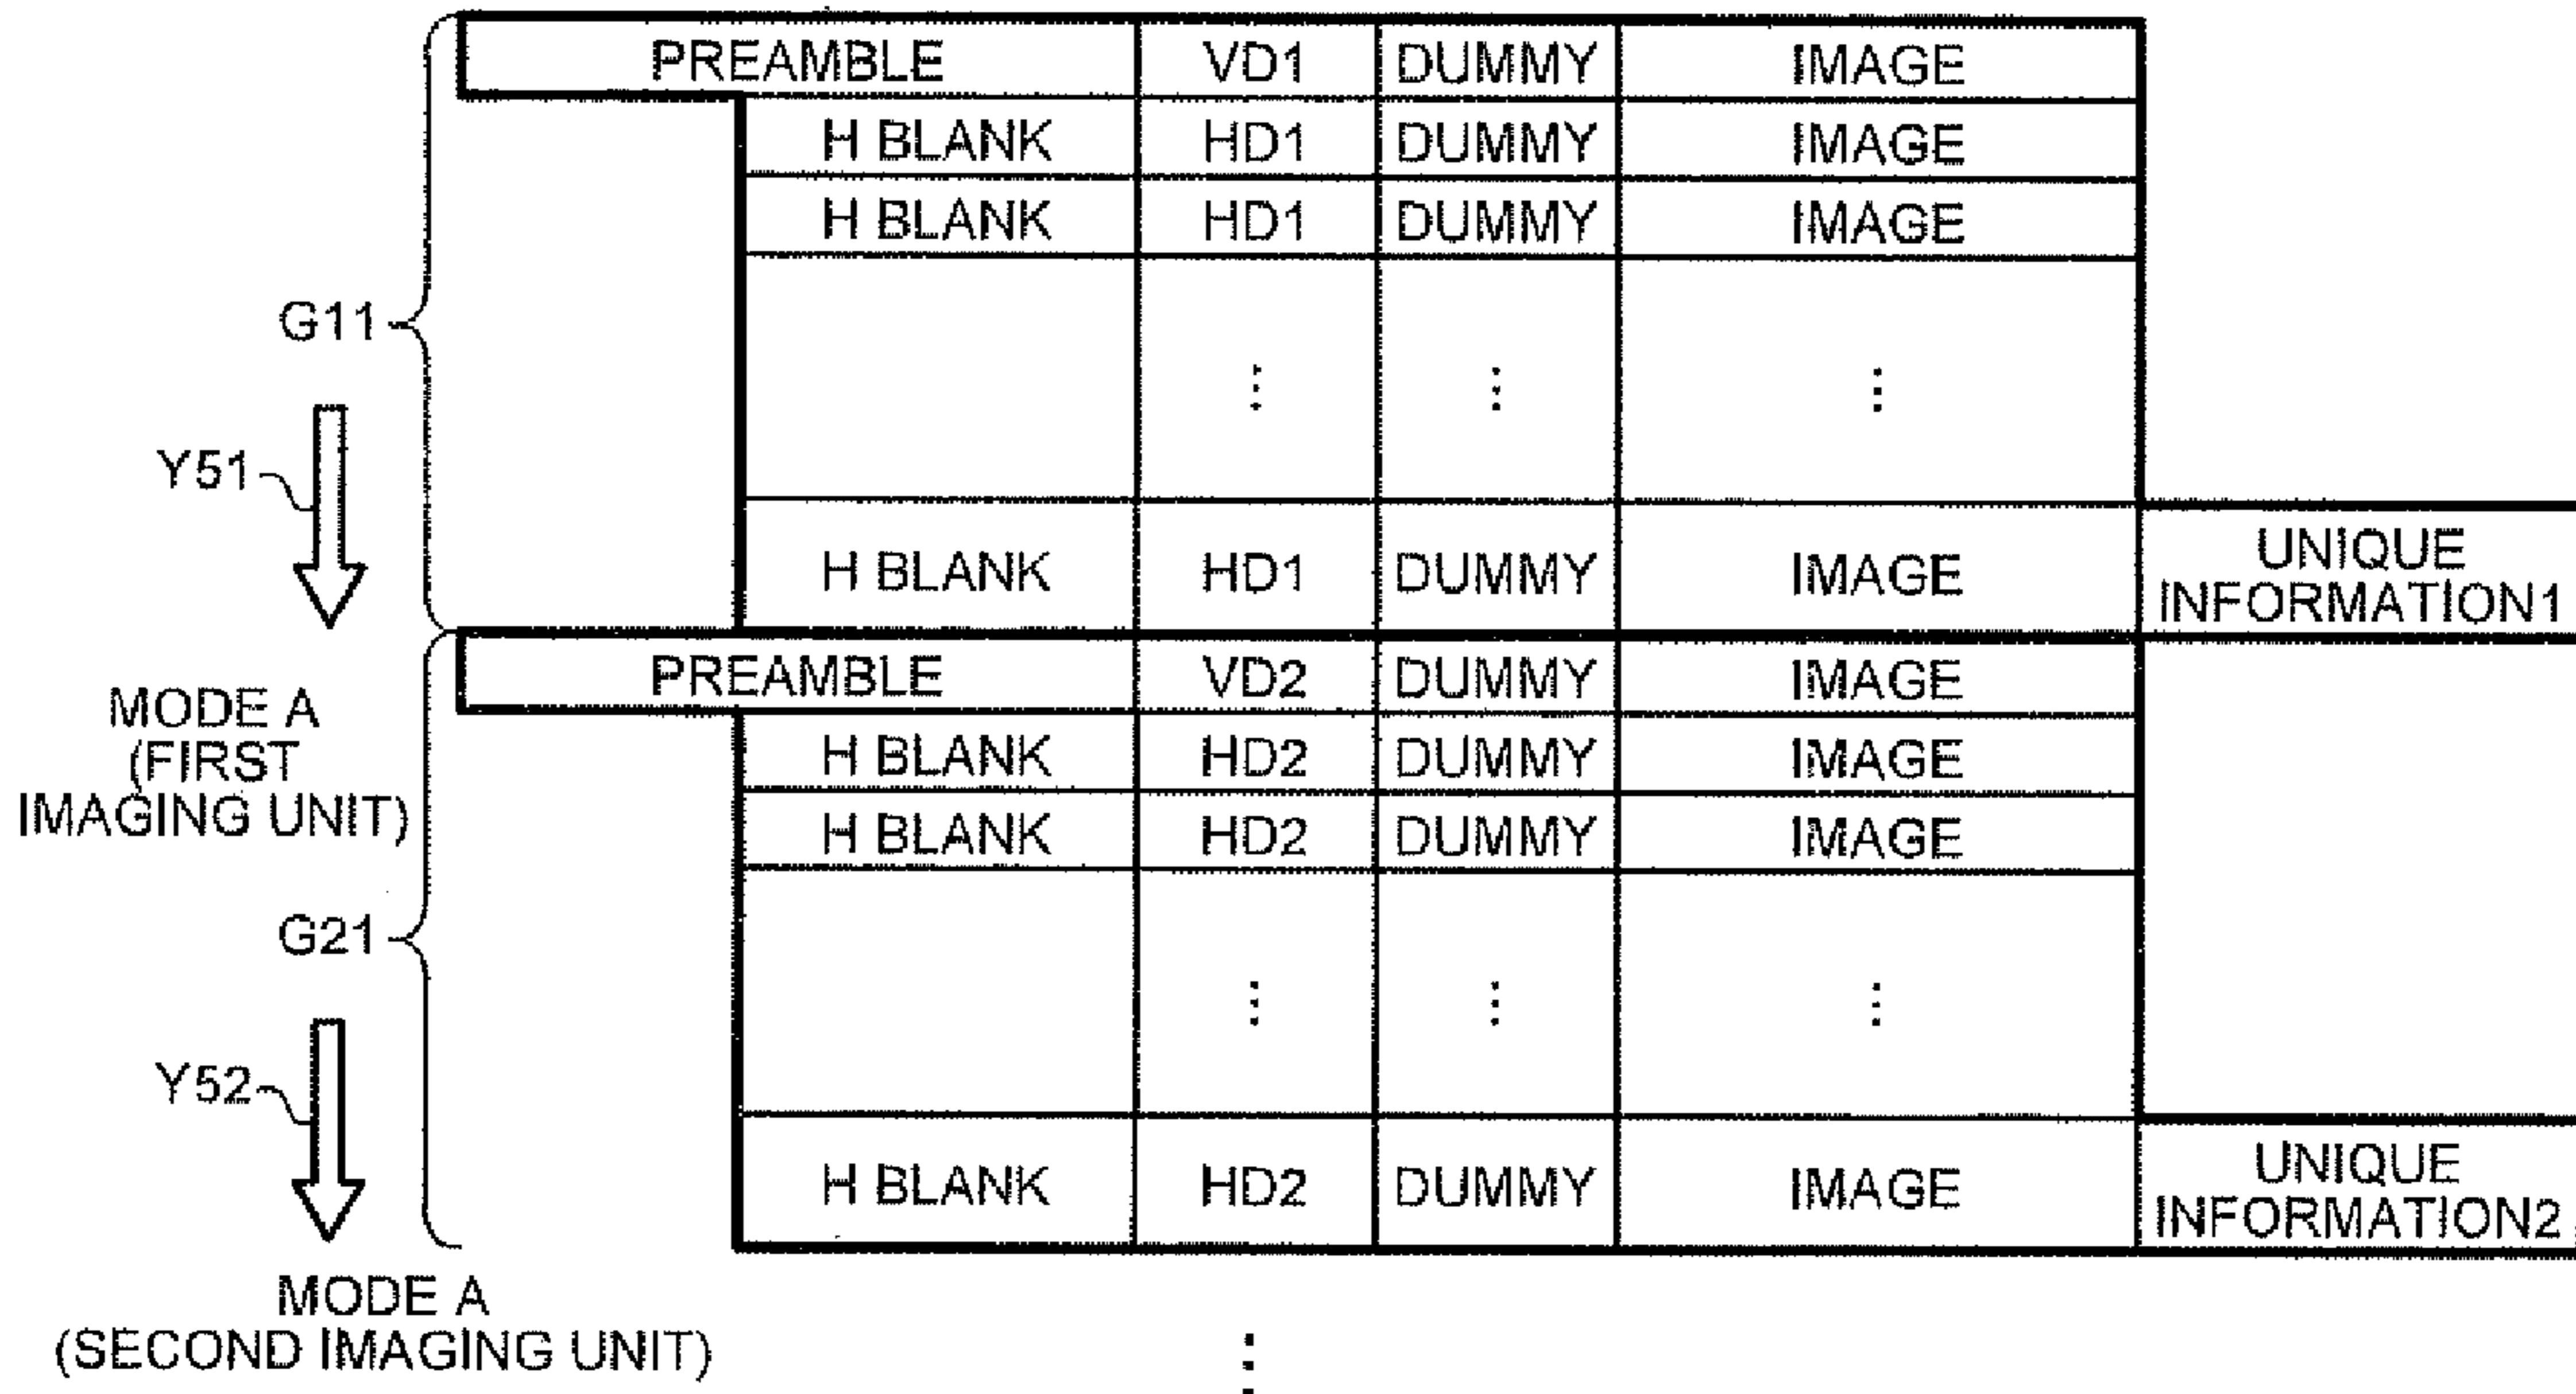 PREAMBLE VD1 DUMMY IMAGE
H BLANK HD1 DUMMY IMAGE
H BLANK HD1 DUMMY IMAGE
G11
⋮ ⋮ ⋮
Y51
H BLANK HD1 DUMMY IMAGE UNIQUE
INFORMATION1
PREAMBLE VD2 DUMMY IMAGE
MODE A
(FIRST
IMAGING UNIT)
H BLANK HD2 DUMMY IMAGE
H BLANK HD2 DUMMY IMAGE
G21
⋮ ⋮ ⋮
Y52
H BLANK HD2 DUMMY IMAGE UNIQUE
INFORMATION2
MODE A
(SECOND IMAGING UNIT)
⋮